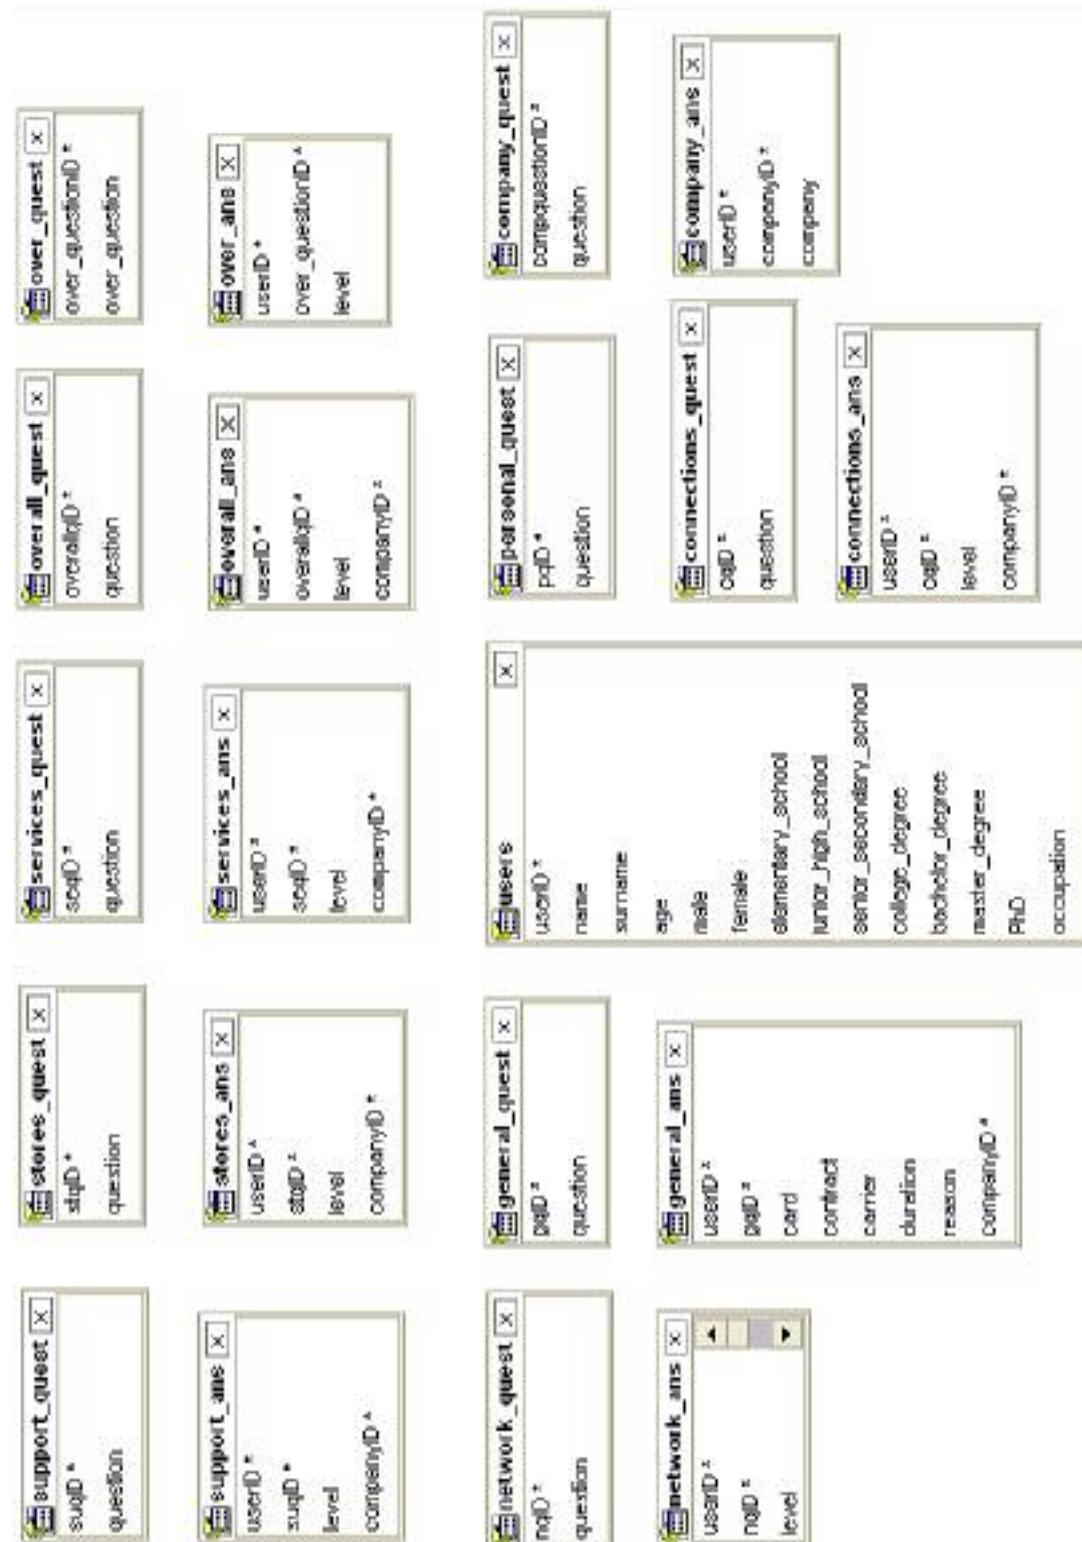 support_quest
suqID *
question
stores_quest
stqID *
question
services_quest
seqID *
question
overall_quest
overallqID *
question
over_quest
over_questionID *
over_question
support_ans
userID *
suqID *
level
companyID *
stores_ans
userID *
stqID *
level
companyID *
services_ans
userID *
seqID *
level
companyID *
overall_ans
userID *
overallqID *
level
companyID *
over_ans
userID *
over_questionID *
level
network_quest
nqID *
question
general_quest
gqID *
question
users
userID *
name
surname
age
male
female
elementary_school
junior_high_school
senior_secondary_school
college_degree
bachelor_degree
master_degree
PhD
occupation
personal_quest
pqID *
question
company_quest
compquestionID *
question
network_ans
userID *
nqID *
level
general_ans
userID *
gqID *
card
contract
carrier
duration
reason
companyID *
connections_quest
cqID *
question
company_ans
userID *
companyID *
company
connections_ans
userID *
cqID *
level
companyID *